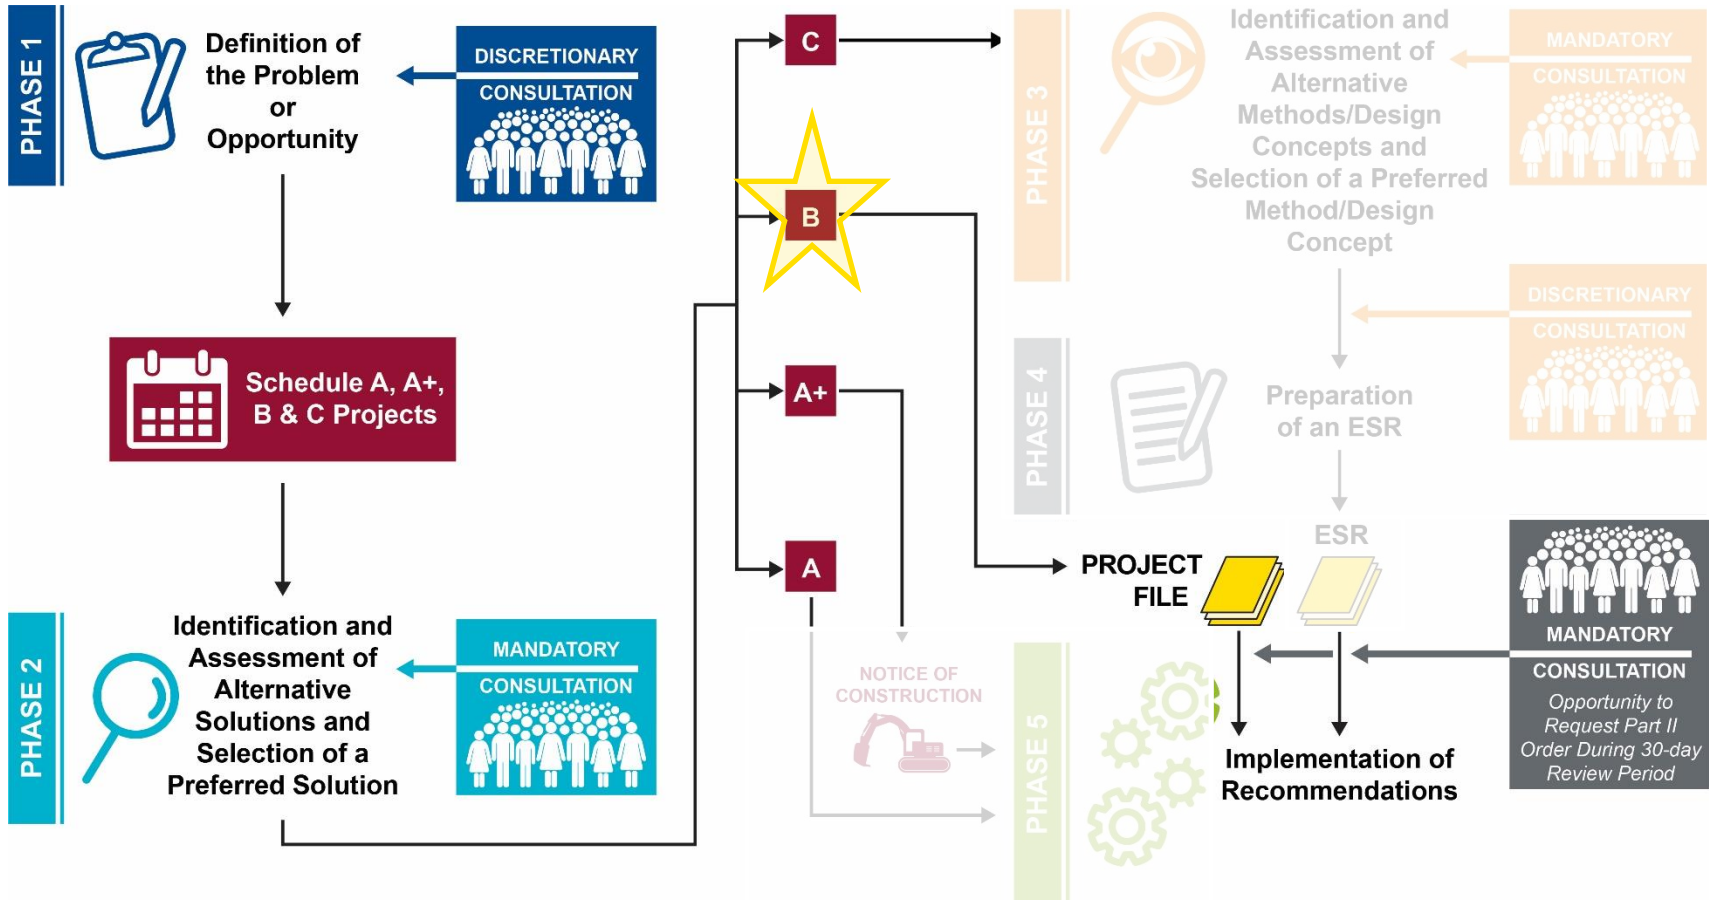 PHASE 1
Definition of
the Problem
or
Opportunity
DISCRETIONARY
CONSULTATION
Schedule A, A+,
B & C Projects
PHASE 2
Identification and
Assessment of
Alternative
Solutions and
Selection of a
Preferred Solution
MANDATORY
CONSULTATION
C
B
A+
A
NOTICE OF
CONSTRUCTION
PHASE 3
Identification and
Assessment of
Alternative
Methods/Design
Concepts and
Selection of a Preferred
Method/Design
Concept
MANDATORY
CONSULTATION
DISCRETIONARY
CONSULTATION
PHASE 4
Preparation
of an ESR
ESR
PROJECT
FILE
PHASE 5
Implementation of
Recommendations
MANDATORY
CONSULTATION
Opportunity to
Request Part II
Order During 30-day
Review Period